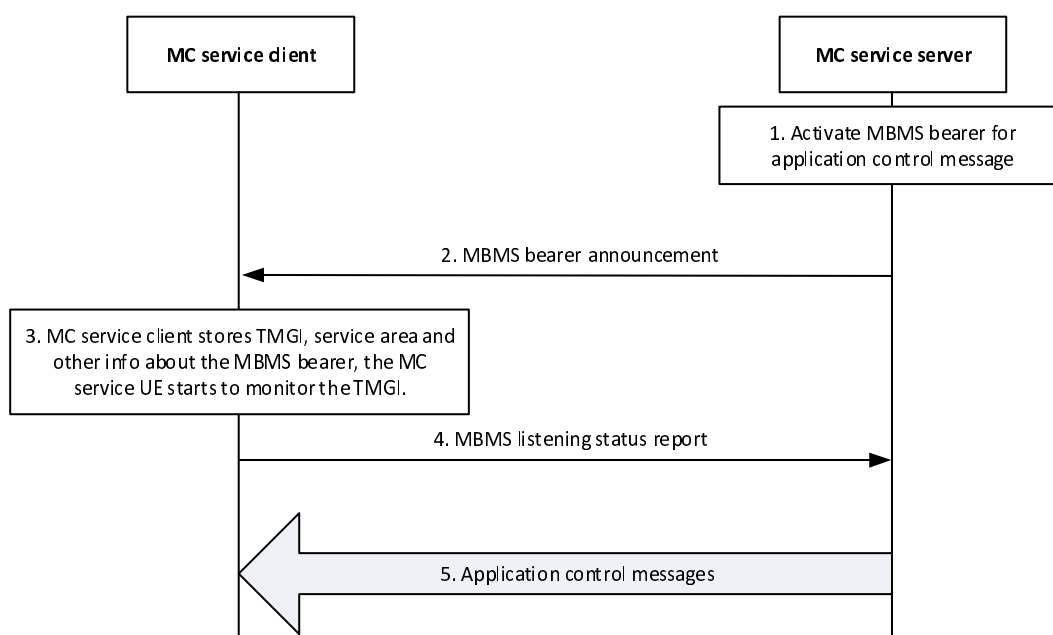 MC service client
MC service server
1. Activate MBMS bearer for
application control message
2. MBMS bearer announcement
3. MC service client stores TMGI, service area and
other info about the MBMS bearer, the MC
service UE starts to monitor the TMGI.
4. MBMS listening status report
5. Application control messages